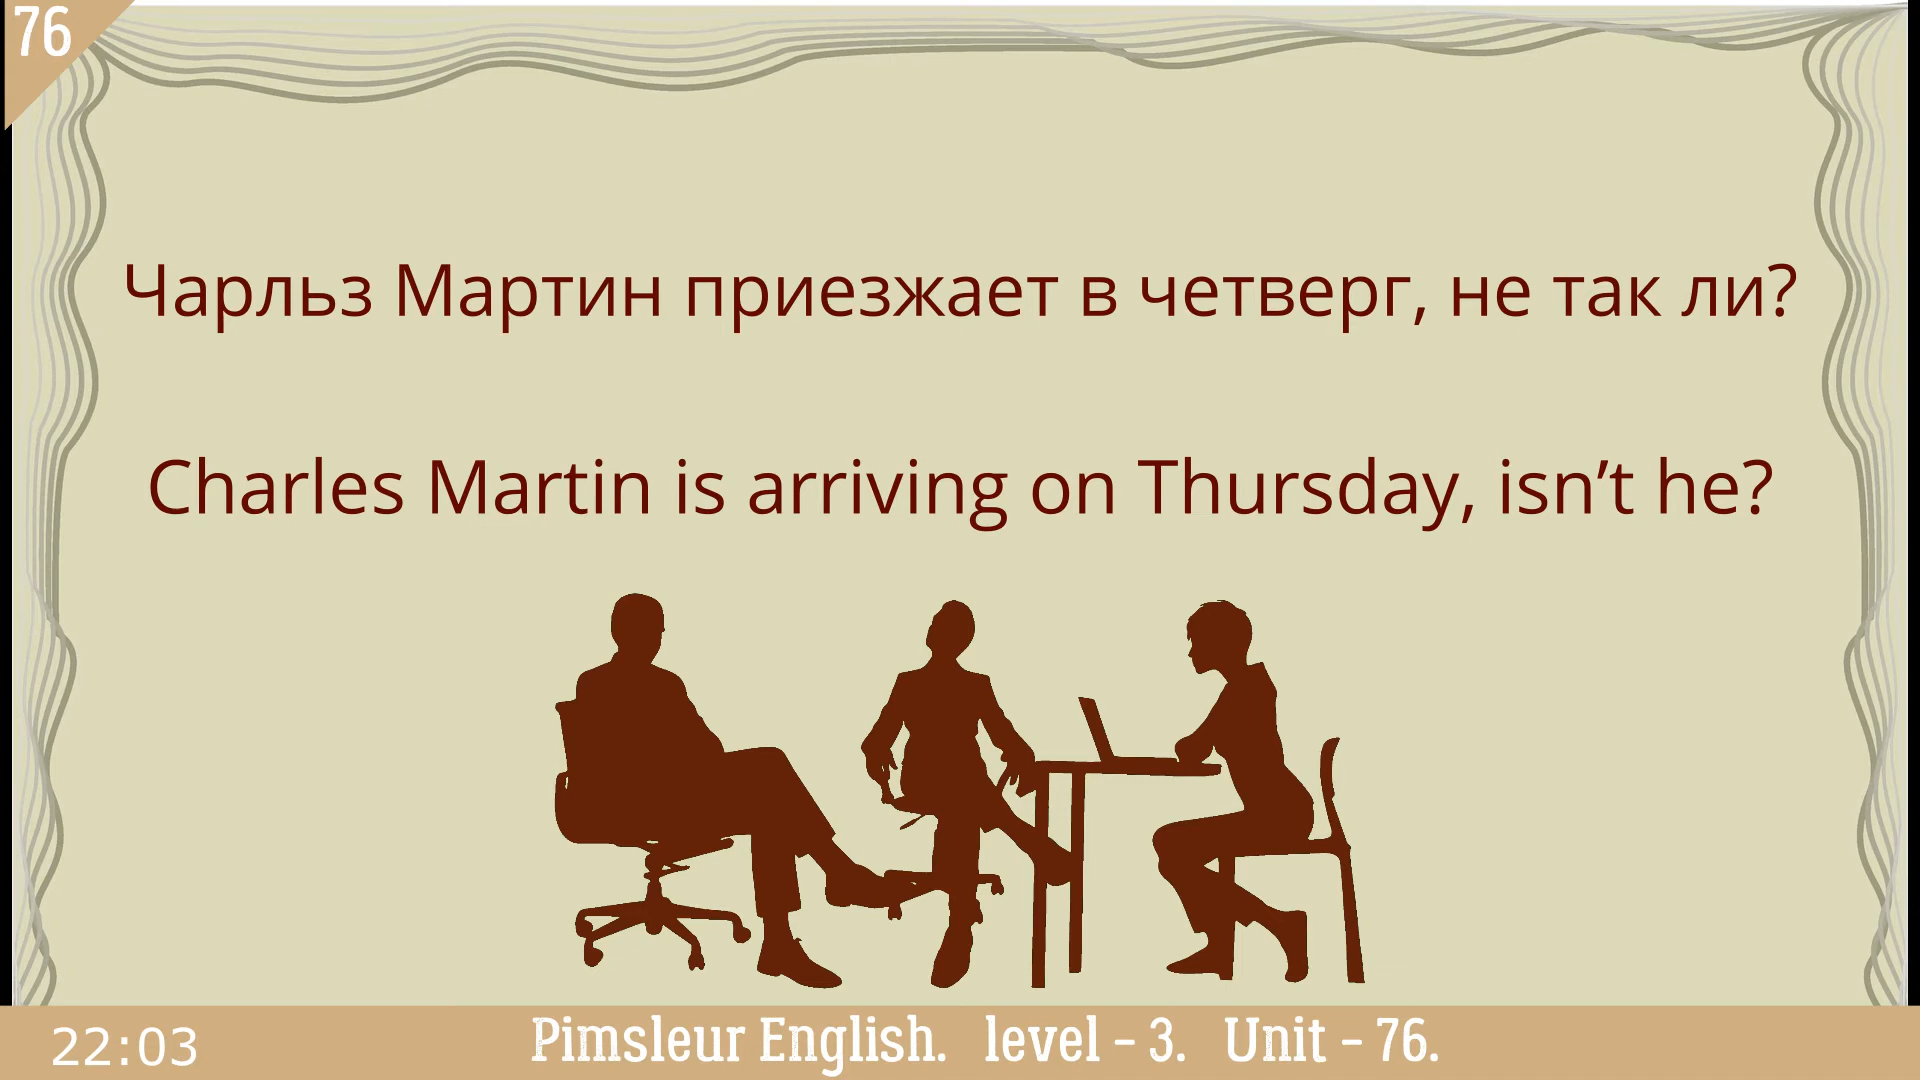 76
Чарльз Мартин приезжает в четверг, не так ли?
Charles Martin is arriving on Thursday, isn’t he?
22:03
Pimsleur English. level – 3. Unit – 76.